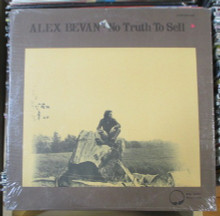 ALEX BEVAN No Truth To Sell